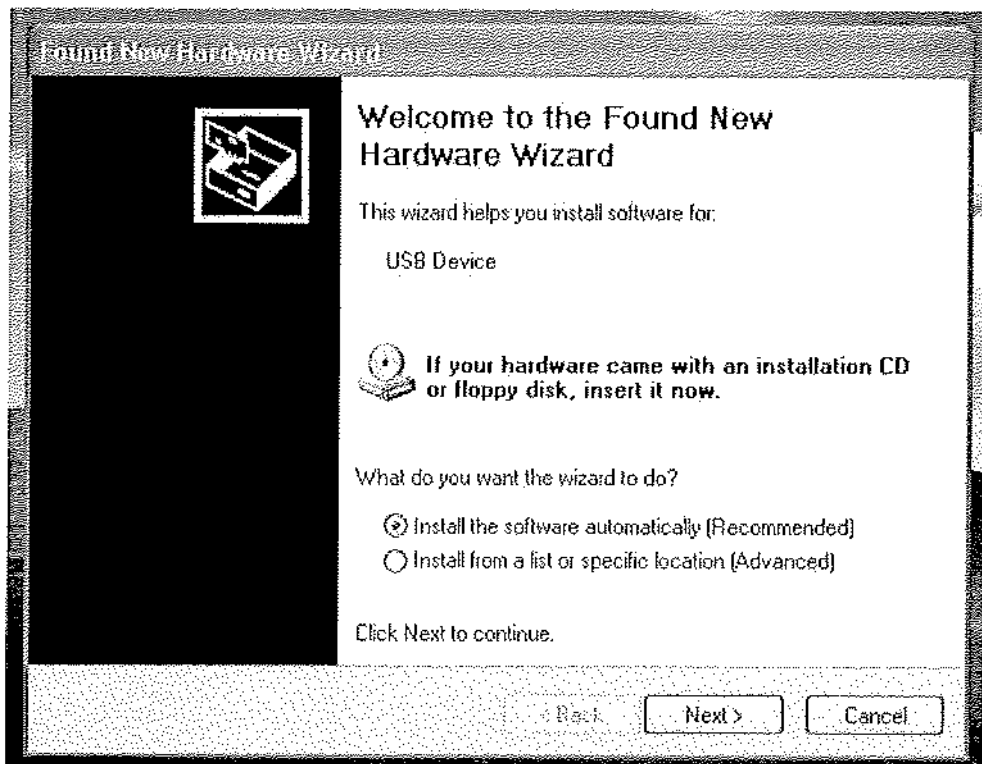 Found New Hardware Wizard
Welcome to the Found New
Hardware Wizard
This wizard helps you install software for:
USB Device
If your hardware came with an installation CD
or floppy disk, insert it now.
What do you want the wizard to do?
Install the software automatically (Recommended)
Install from a list or specific location (Advanced)
Click Next to continue.
< Back
Next >
Cancel